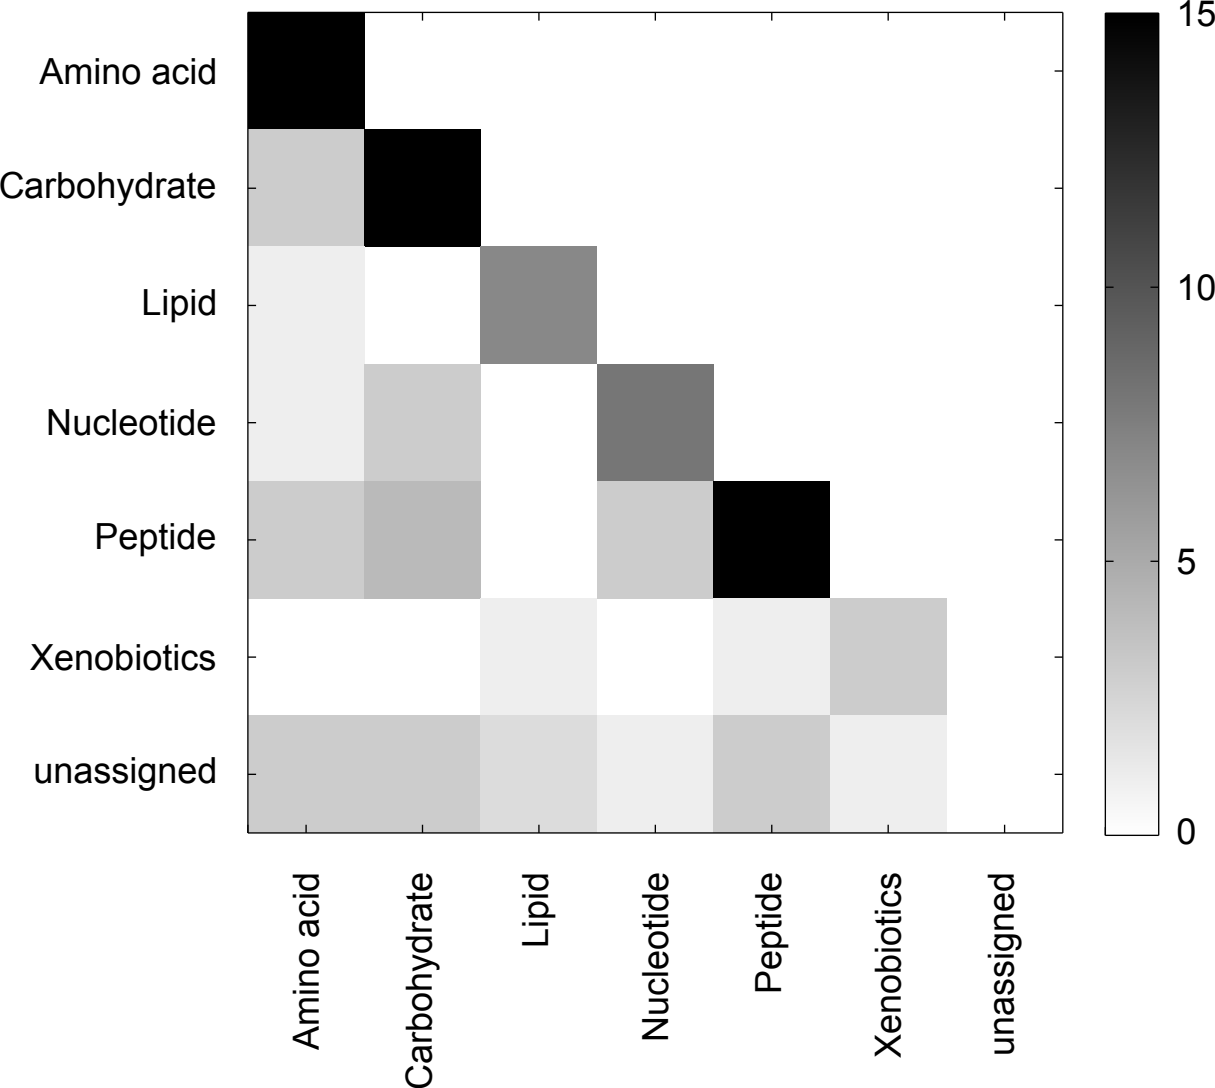 Amino acid
Carbohydrate
Lipid
Nucleotide
Peptide
Xenobiotics
unassigned
Amino acid
Carbohydrate
Lipid
Nucleotide
Peptide
Xenobiotics
unassigned
15
10
5
0